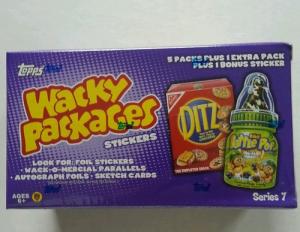 Topps
5 PACKS PLUS 1 EXTRA PACK
PLUS 1 BONUS STICKER
Wacky
Packages
STICKERS
DITZ
LOOK FOR: FOIL STICKERS
WACK-O-MERCIAL PARALLELS
AUTOGRAPH FOILS • SKETCH CARDS
AGES
6+
Series 7